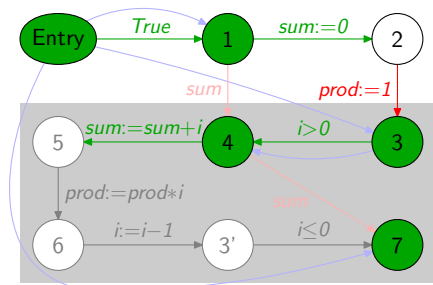 Entry
True
1
sum:=0
2
sum
prod:=1
5
sum:=sum+i
4
i>0
3
prod:=prod*i
sum
6
i:=i−1
3'
i≤0
7